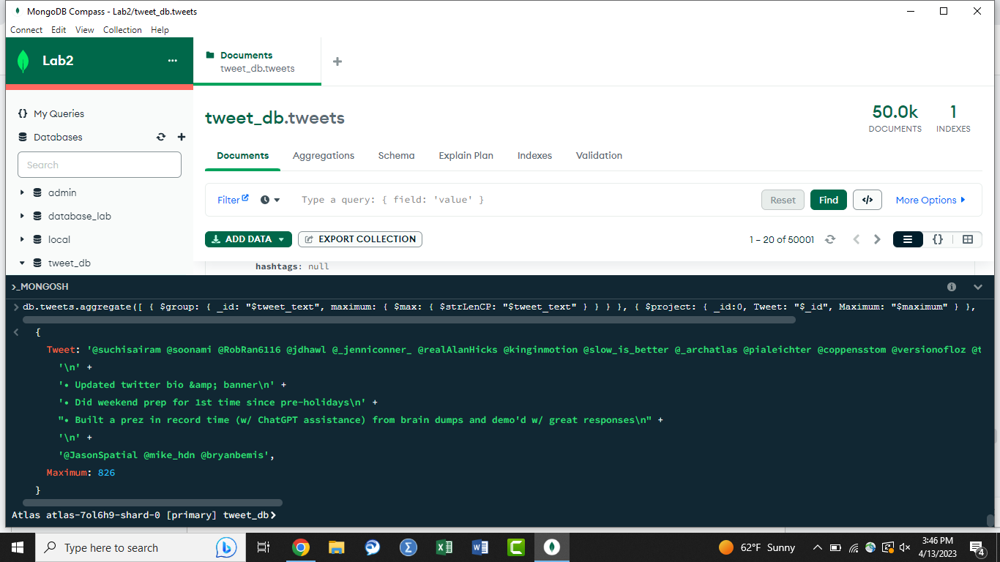 MongoDB Compass - Lab2/tweet_db.tweets
Connect Edit View Collection Help
Lab2
Documents
tweet_db.tweets
My Queries
Databases
Search
admin
database_lab
local
tweet_db
tweet_db.tweets
50.0k
DOCUMENTS
1
INDEXES
Documents Aggregations Schema Explain Plan Indexes Validation
Filter
Type a query: { field: 'value' }
Reset
Find
</>
More Options
ADD DATA
EXPORT COLLECTION
1 – 20 of 50001
{}
hashtags: null
>_MONGOSH
db.tweets.aggregate([ { $group: { _id: "$tweet_text", maximum: { $max: { $strLenCP: "$tweet_text" } } } }, { $project: { _id:0, Tweet: "$_id", Maximum: "$maximum" } },
{
Tweet: '@suchisairam @soonami @RobRan6116 @jdhawl @_jenniconner_ @realAlanHicks @kinginmotion @slow_is_better @_archatlas @pialeichter @coppensstom @versionofloz @t
'\n' +
'• Updated twitter bio &amp; banner\n' +
'• Did weekend prep for 1st time since pre-holidays\n' +
"• Built a prez in record time (w/ ChatGPT assistance) from brain dumps and demo'd w/ great responses\n" +
'\n' +
'@JasonSpatial @mike_hdn @bryanbemis',
Maximum: 826
}
Atlas atlas-7ol6h9-shard-0 [primary] tweet_db>
Type here to search
62°F Sunny
3:46 PM
4/13/2023
4